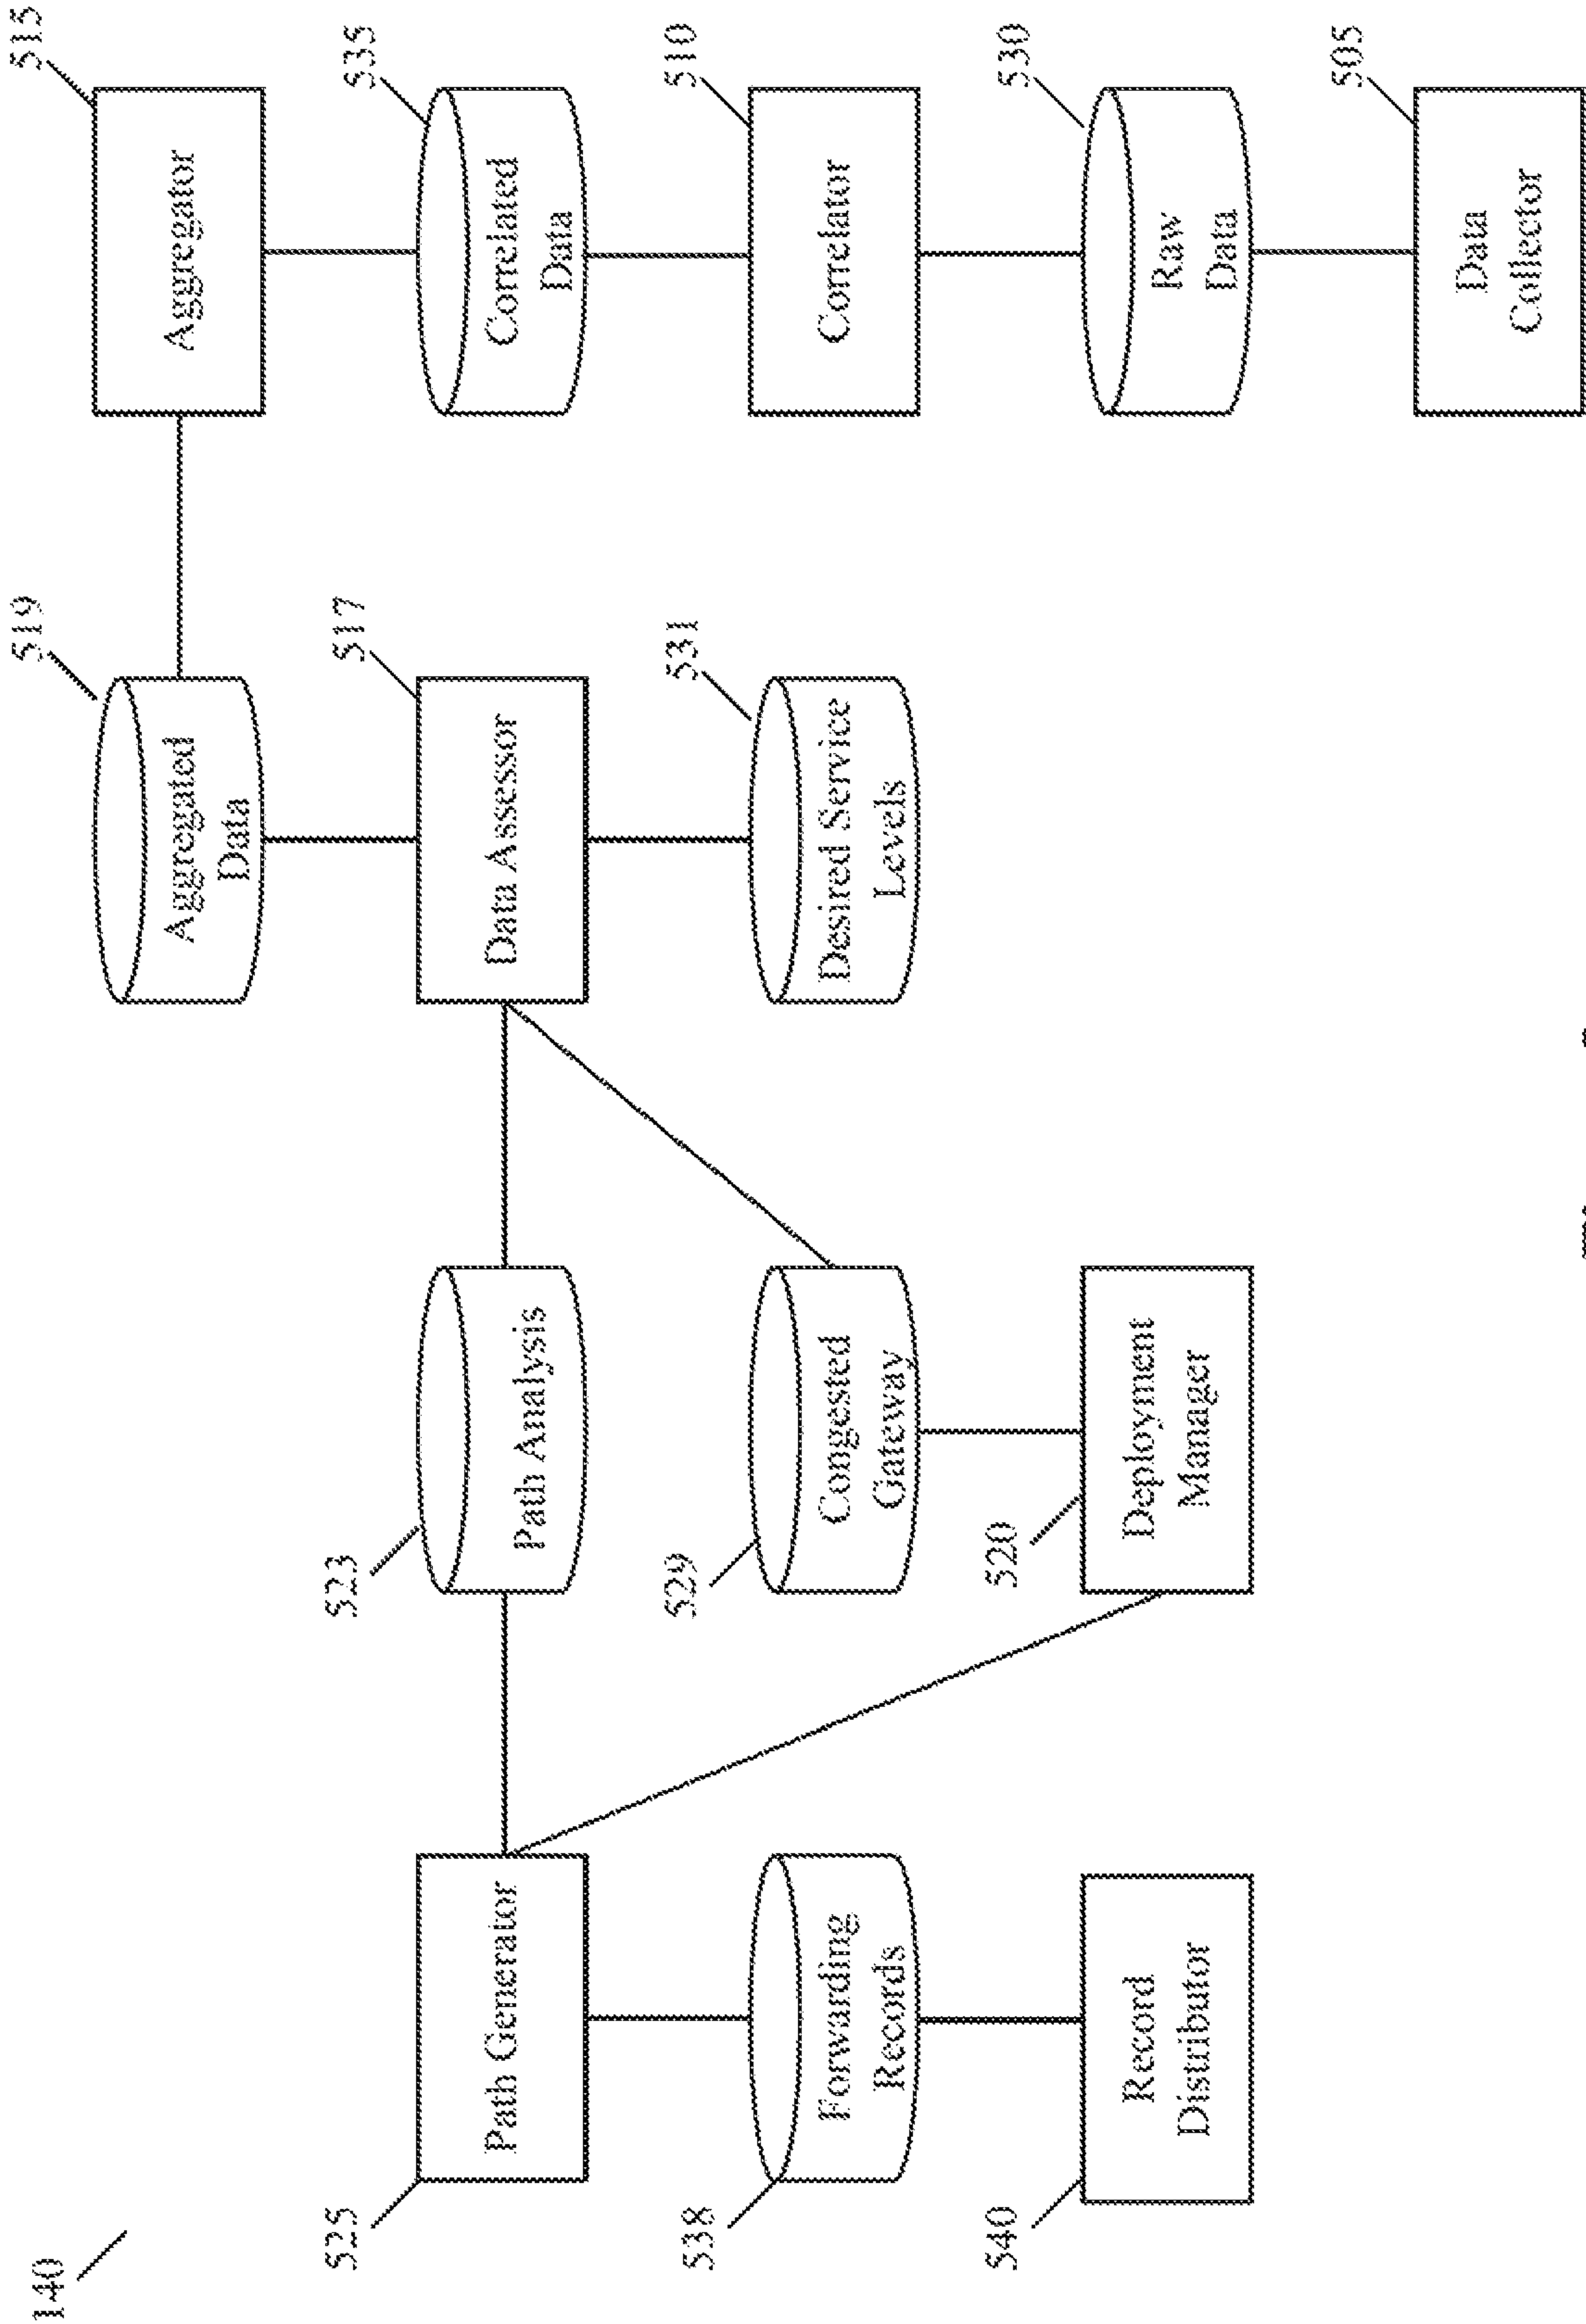 140
519
515
Aggregated
Data
Aggregator
525
523
517
535
Path Generator
Path Analysis
Data Assessor
Correlated
Data
538
529
531
510
Forwarding
Records
Congested
Gateway
Desired Service
Levels
Correlator
540
520
530
Record
Distributor
Deployment
Manager
Raw
Data
505
Data
Collector